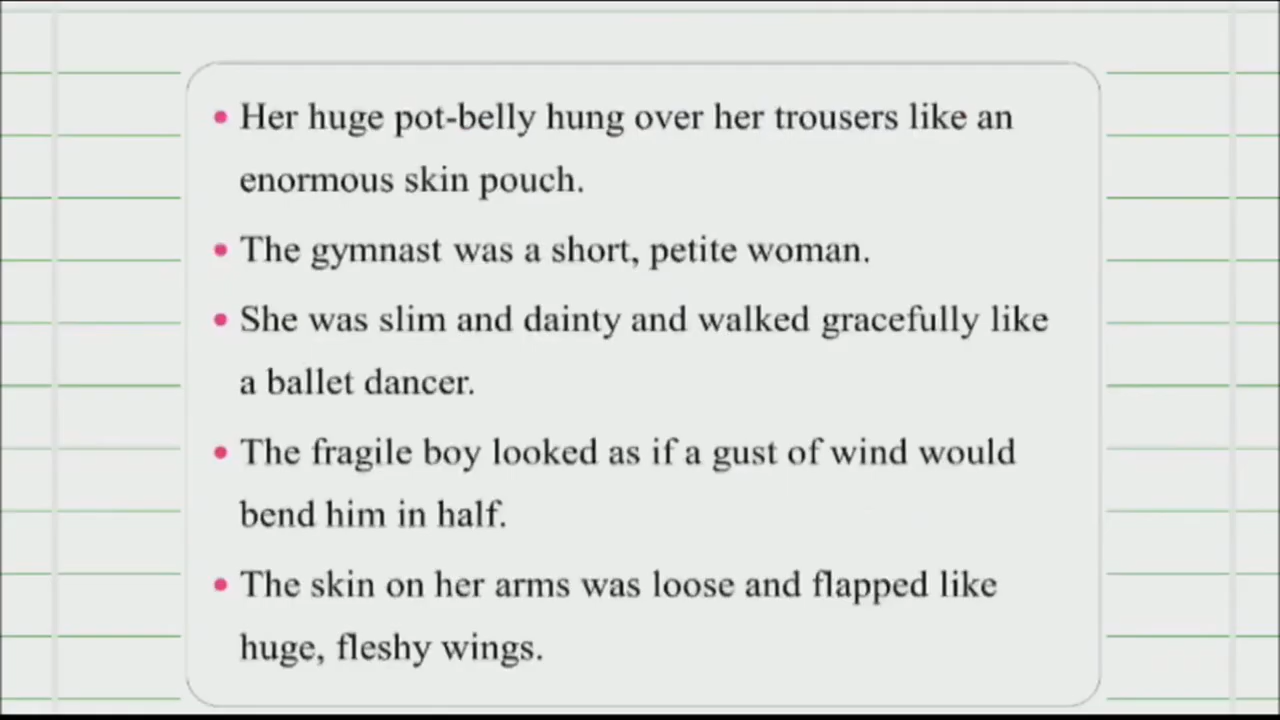 • Her huge pot-belly hung over her trousers like an
enormous skin pouch.
• The gymnast was a short, petite woman.
• She was slim and dainty and walked gracefully like
a ballet dancer.
• The fragile boy looked as if a gust of wind would
bend him in half.
• The skin on her arms was loose and flapped like
huge, fleshy wings.